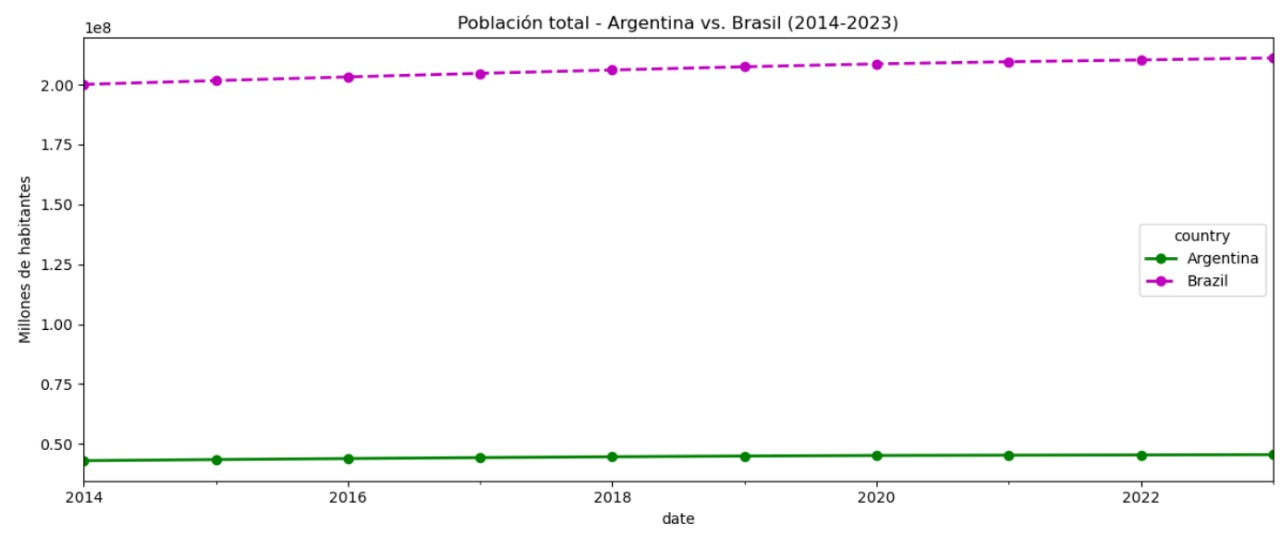 Población total - Argentina vs. Brasil (2014-2023)
1e8
2.00
1.75
1.50
1.25
1.00
0.75
0.50
Millones de habitantes
country
Argentina
Brazil
2014
2016
2018
2020
2022
date